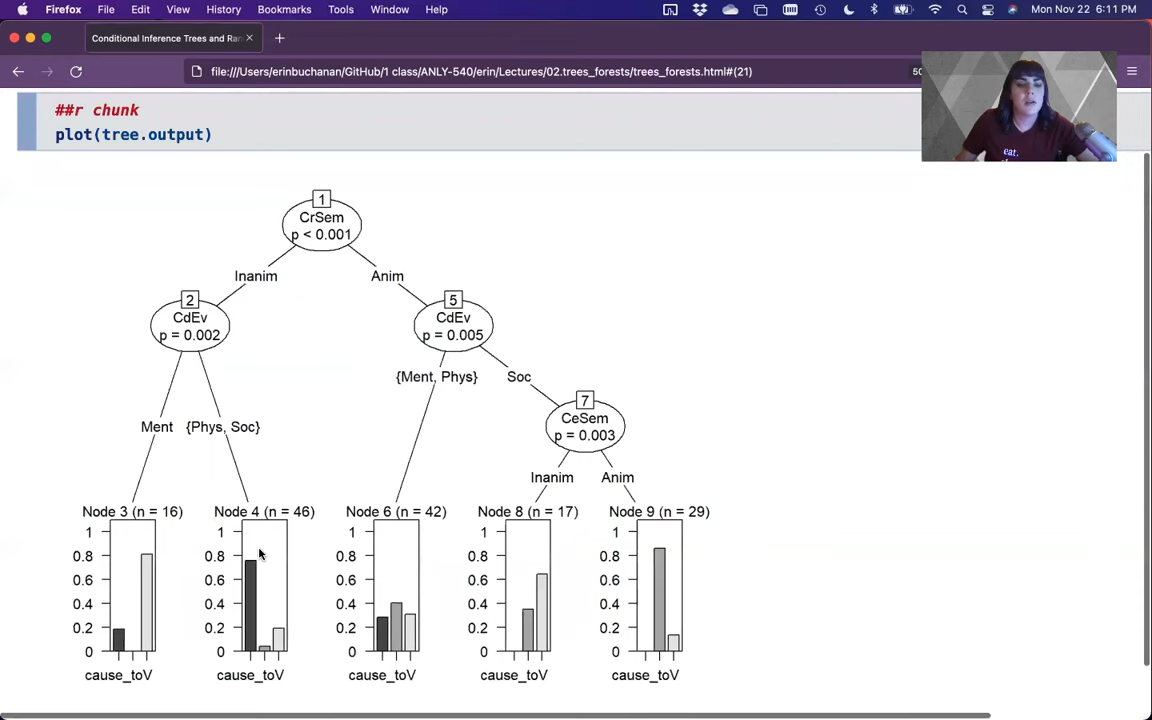 Firefox File Edit View History Bookmarks Tools Window Help Mon Nov 22 6:11 PM
Conditional Inference Trees and Ran
file:///Users/erinbuchanan/GitHub/1 class/ANLY-540/erin/Lectures/02.trees_forests/trees_forests.html#(21)
50
##r chunk
plot(tree.output)
eat.
1
CrSem
p < 0.001
Inanim Anim
2 5
CdEv CdEv
p = 0.002 p = 0.005
{Ment, Phys} Soc
7
CeSem
p = 0.003
Ment {Phys, Soc}
Inanim Anim
Node 3 (n = 16) Node 4 (n = 46) Node 6 (n = 42) Node 8 (n = 17) Node 9 (n = 29)
1 1 1 1 1
0.8 0.8 0.8 0.8 0.8
0.6 0.6 0.6 0.6 0.6
0.4 0.4 0.4 0.4 0.4
0.2 0.2 0.2 0.2 0.2
0 0 0 0 0
cause_toV cause_toV cause_toV cause_toV cause_toV